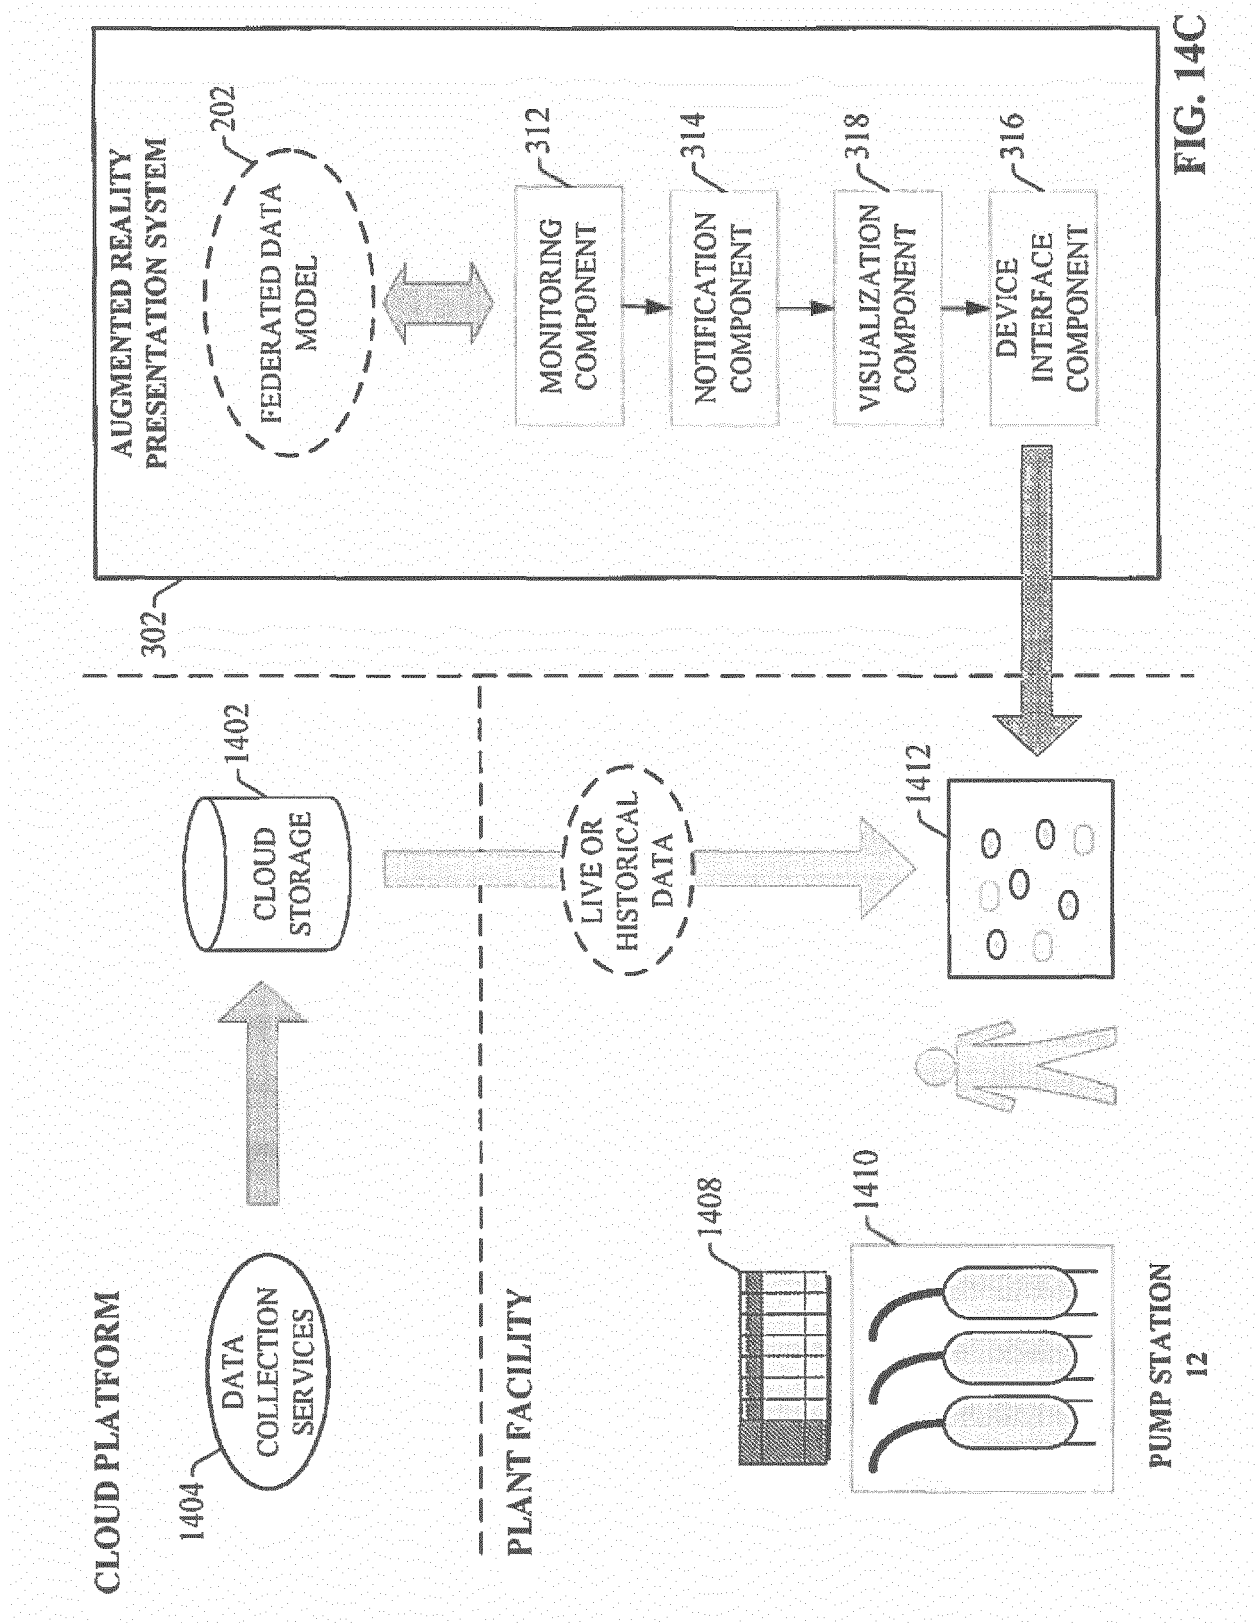 CLOUD PLATFORM
1404
DATA
COLLECTION
SERVICES
CLOUD
STORAGE
1402
PLANT FACILITY
LIVE OR
HISTORICAL
DATA
1408
1410
1412
PUMP STATION
12
302
AUGMENTED REALITY
PRESENTATION SYSTEM
202
FEDERATED DATA
MODEL
312
MONITORING
COMPONENT
314
NOTIFICATION
COMPONENT
318
VISUALIZATION
COMPONENT
316
DEVICE
INTERFACE
COMPONENT
FIG. 14C